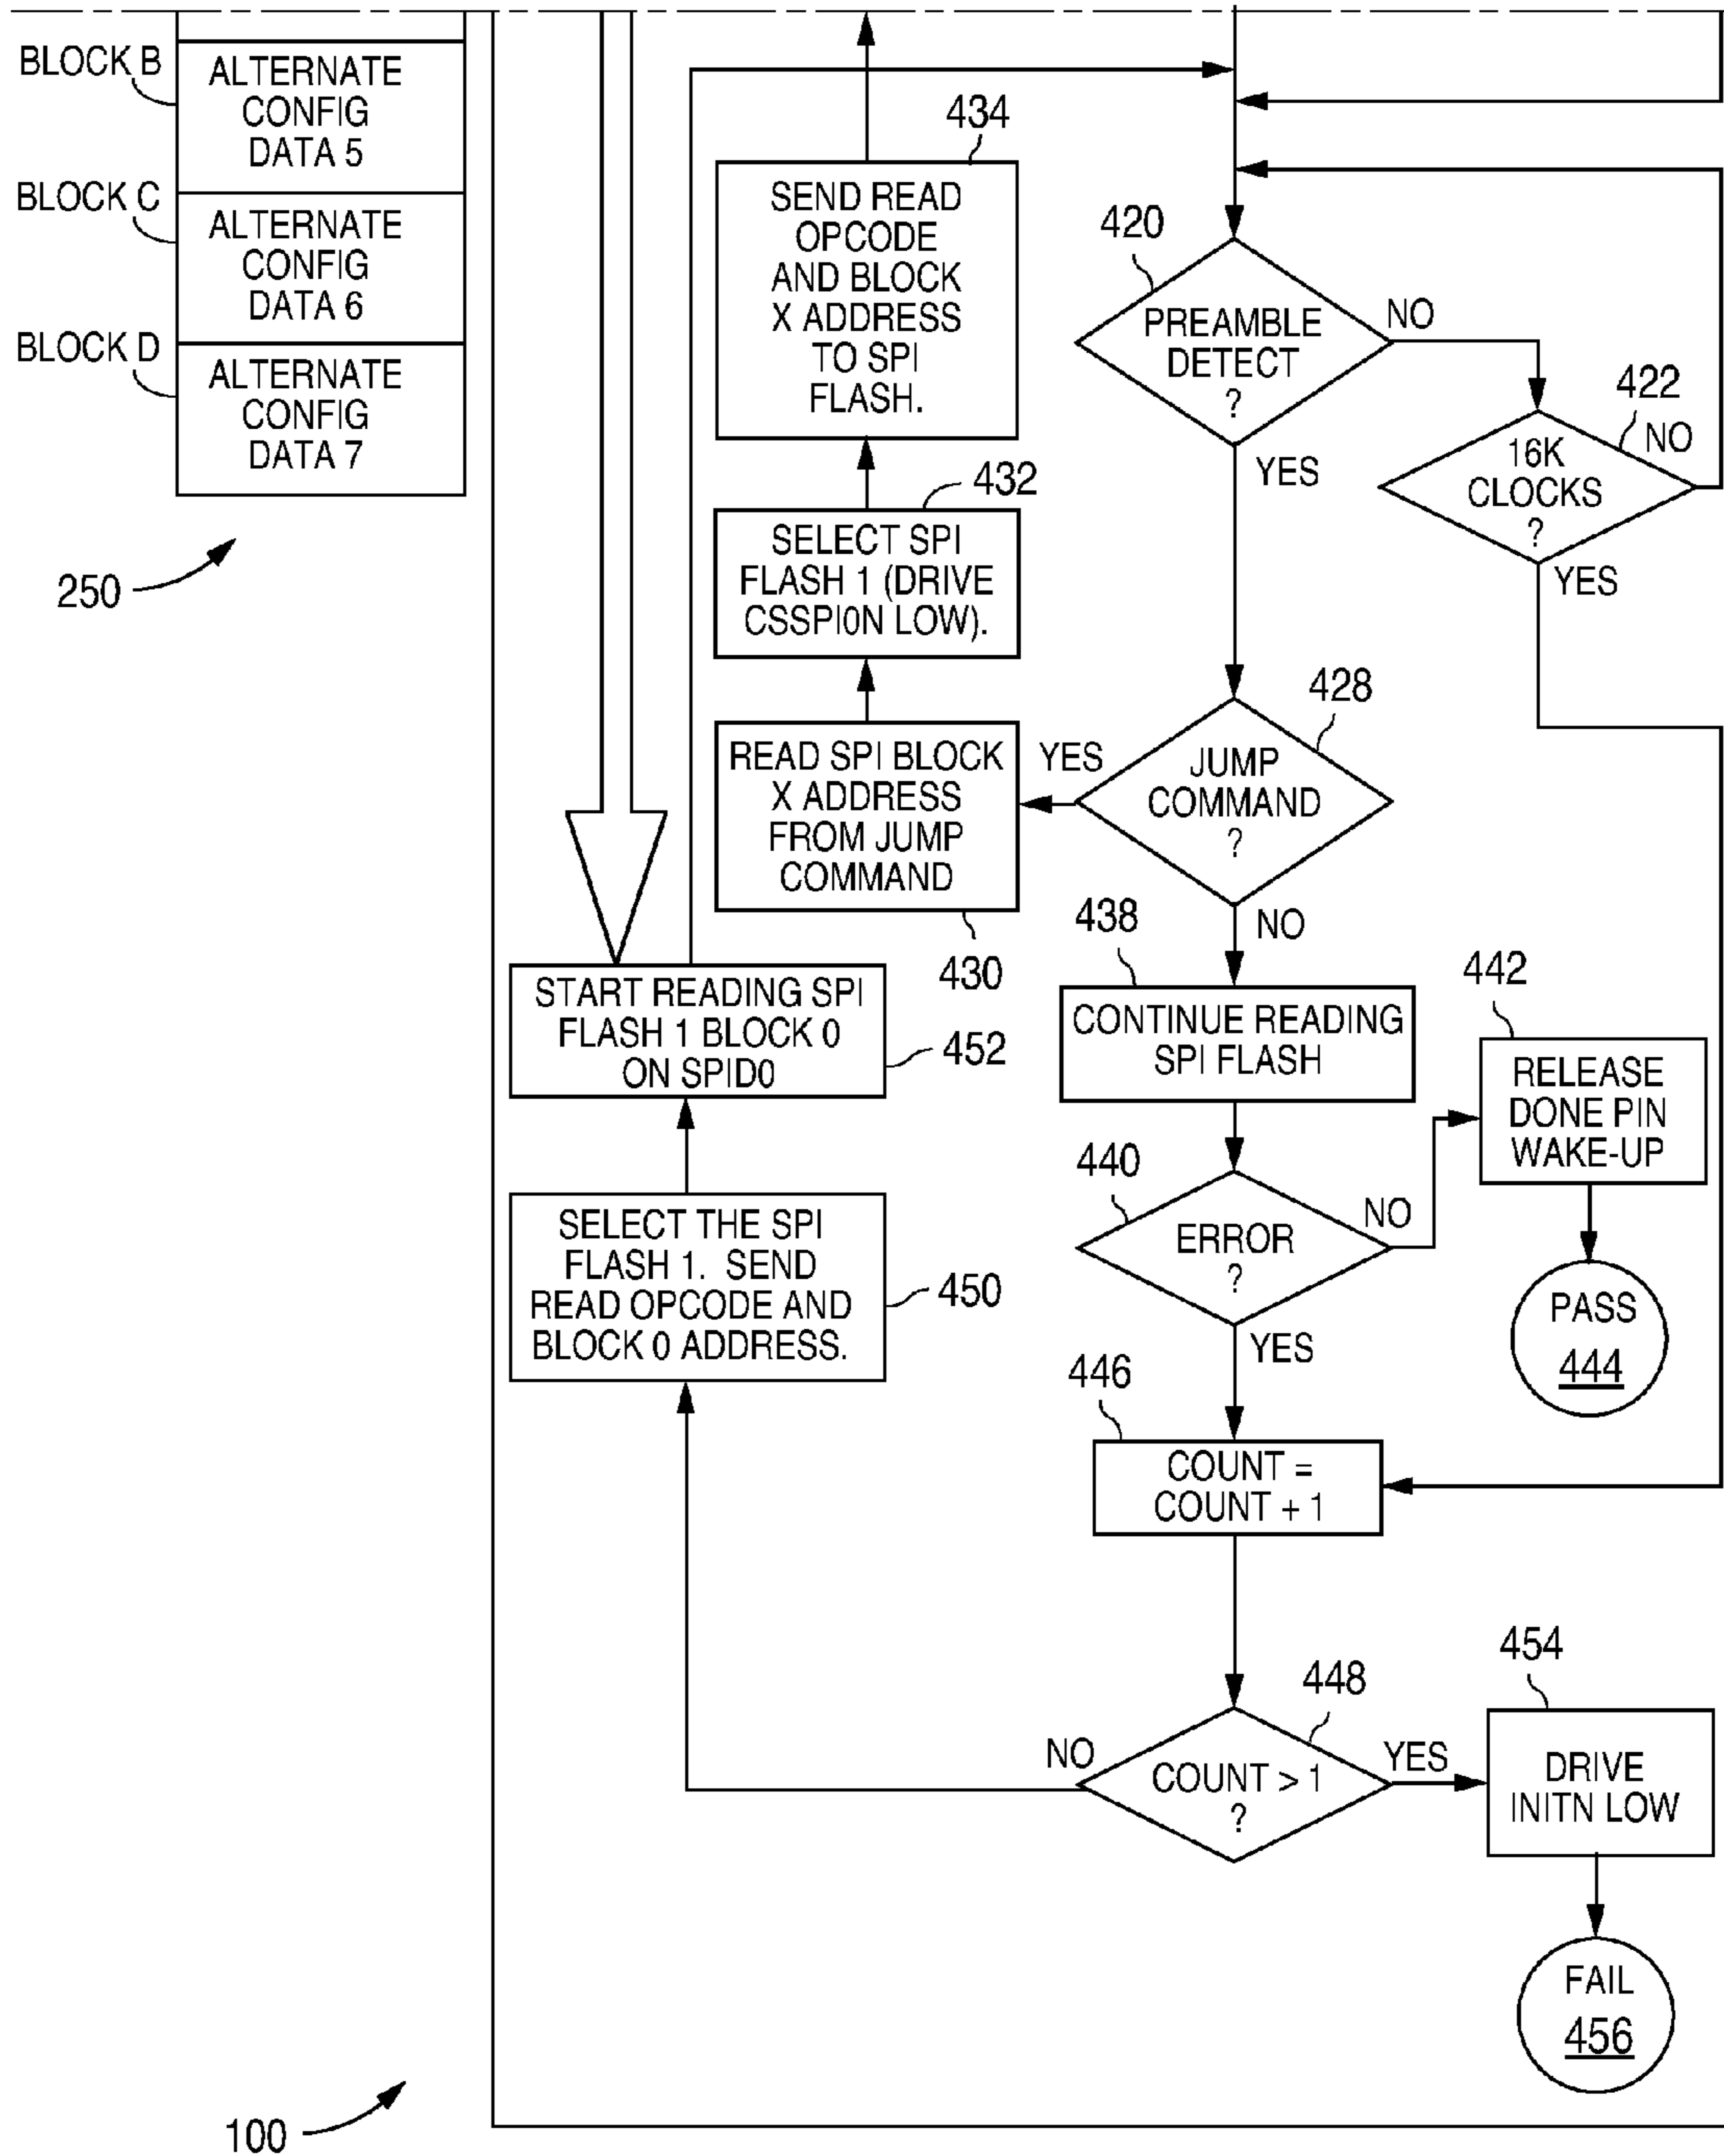 BLOCK B
ALTERNATE
CONFIG
DATA 5
BLOCK C
ALTERNATE
CONFIG
DATA 6
BLOCK D
ALTERNATE
CONFIG
DATA 7
250
434
SEND READ
OPCODE
AND BLOCK
X ADDRESS
TO SPI
FLASH.
432
SELECT SPI
FLASH 1 (DRIVE
CSSPI0N LOW).
READ SPI BLOCK
X ADDRESS
FROM JUMP
COMMAND
430
420
PREAMBLE
DETECT
?
NO
YES
422
16K
CLOCKS
?
NO
YES
428
JUMP
COMMAND
?
YES
NO
438
CONTINUE READING
SPI FLASH
442
RELEASE
DONE PIN
WAKE-UP
440
ERROR
?
NO
YES
PASS
444
START READING SPI
FLASH 1 BLOCK 0
ON SPID0
452
SELECT THE SPI
FLASH 1. SEND
READ OPCODE AND
BLOCK 0 ADDRESS.
450
446
COUNT =
COUNT + 1
448
COUNT > 1
?
NO
YES
454
DRIVE
INITN LOW
FAIL
456
100